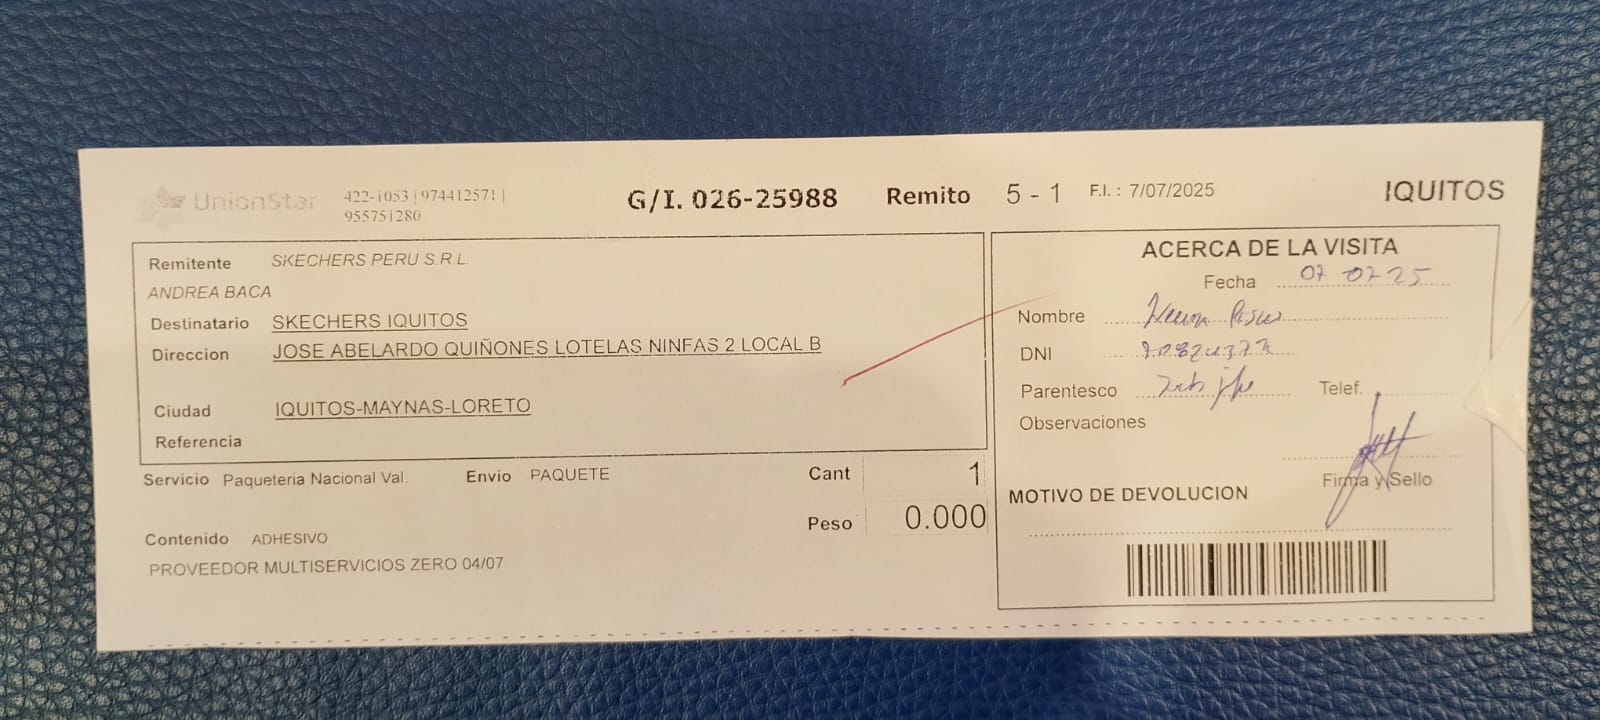 UnionStar 422-1053 | 974412571 |
955751280
G/I. 026-25988 Remito 5 - 1 F.I. : 7/07/2025 IQUITOS
Remitente SKECHERS PERU S.R.L.
ANDREA BACA
Destinatario SKECHERS IQUITOS
Direccion JOSE ABELARDO QUIÑONES LOTELAS NINFAS 2 LOCAL B
Ciudad IQUITOS-MAYNAS-LORETO
Referencia
Servicio Paqueteria Nacional Val. Envío PAQUETE Cant 1
Peso 0.000
Contenido ADHESIVO
PROVEEDOR MULTISERVICIOS ZERO 04/07
ACERCA DE LA VISITA
Fecha 07 07 25
Nombre
DNI
Parentesco Telef.
Observaciones
Firma y Sello
MOTIVO DE DEVOLUCION